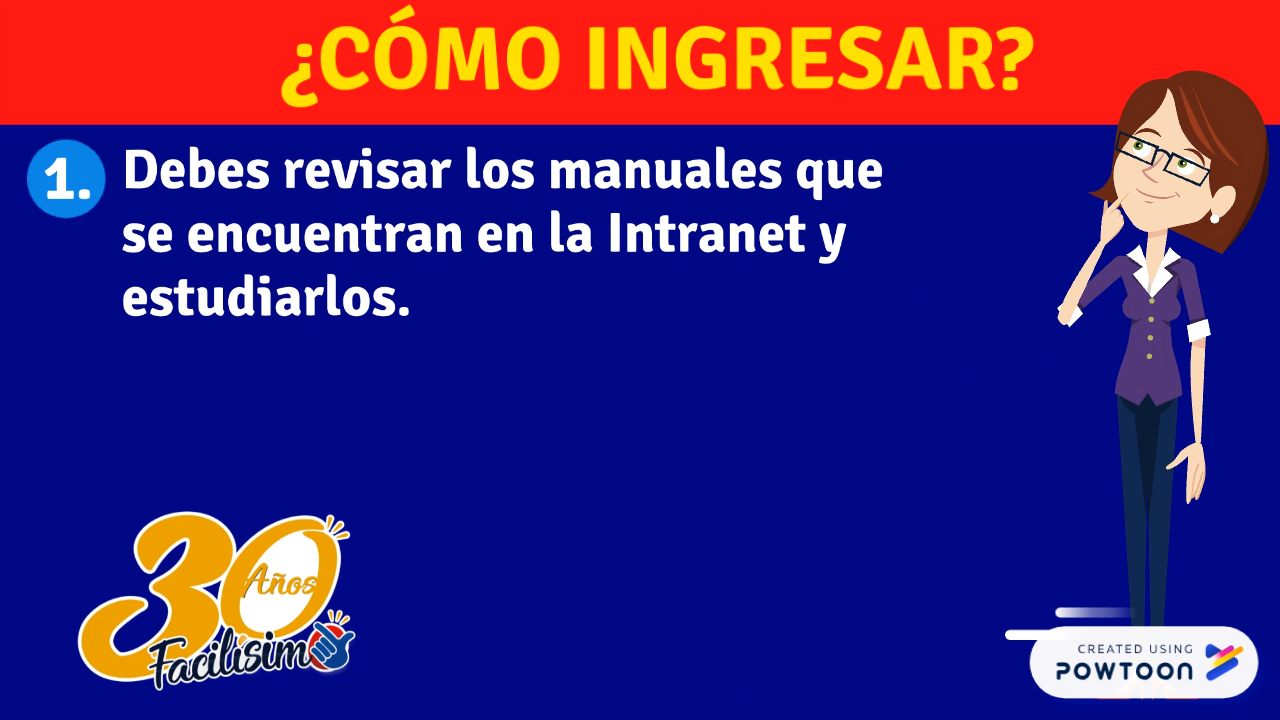 ¿CÓMO INGRESAR?
1. Debes revisar los manuales que
se encuentran en la Intranet y
estudiarlos.
30
Años
Facilísimo
CREATED USING
POWTOON